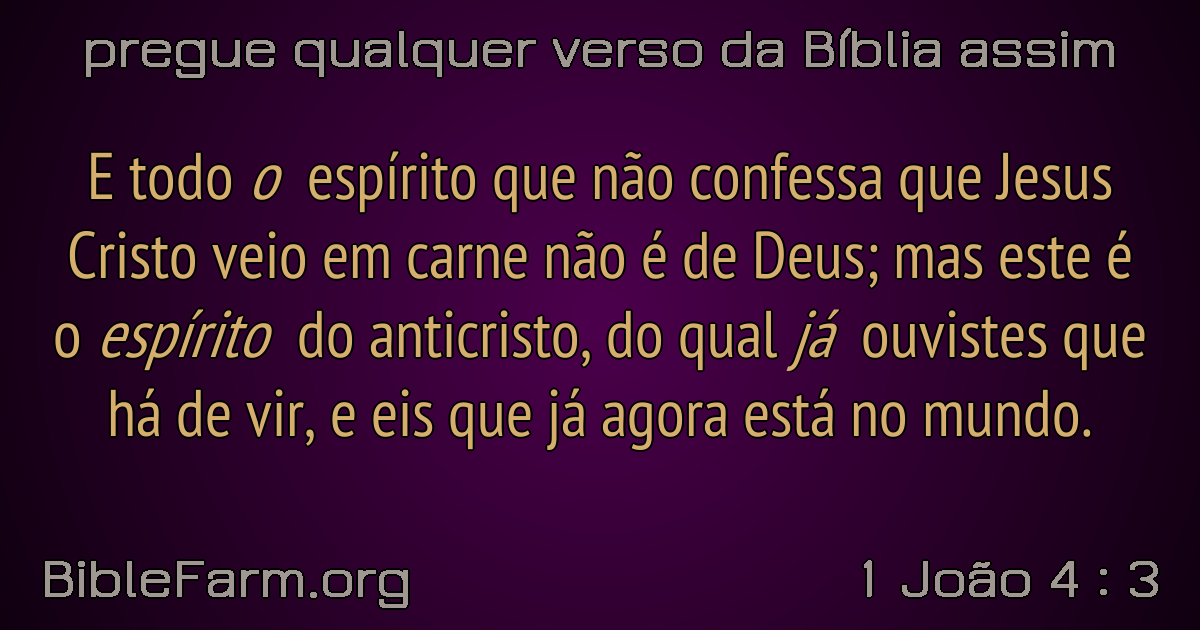 pregue qualquer verso da Bíblia assim
E todo o espírito que não confessa que Jesus
Cristo veio em carne não é de Deus; mas este é
o espírito do anticristo, do qual já ouvistes que
há de vir, e eis que já agora está no mundo.
BibleFarm.org
1 João 4 : 3